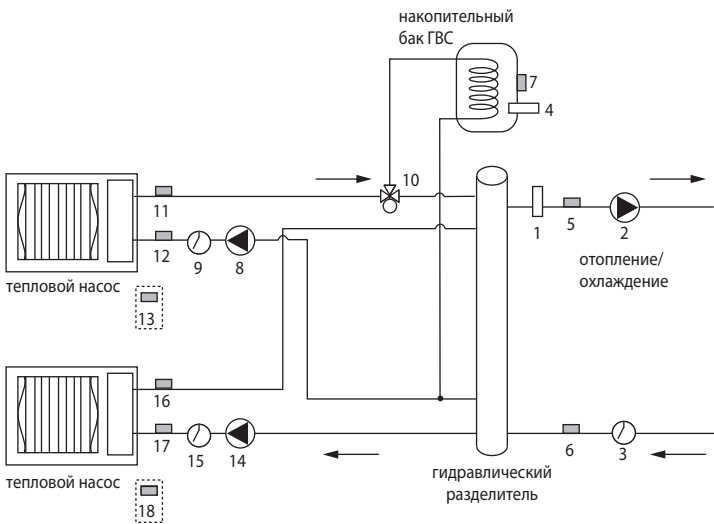 накопительный
бак ГВС
7
4
10
11
12
9
8
1
5
2
отопление/
охлаждение
тепловой насос
13
16
17
15
14
6
3
гидравлический
разделитель
тепловой насос
18